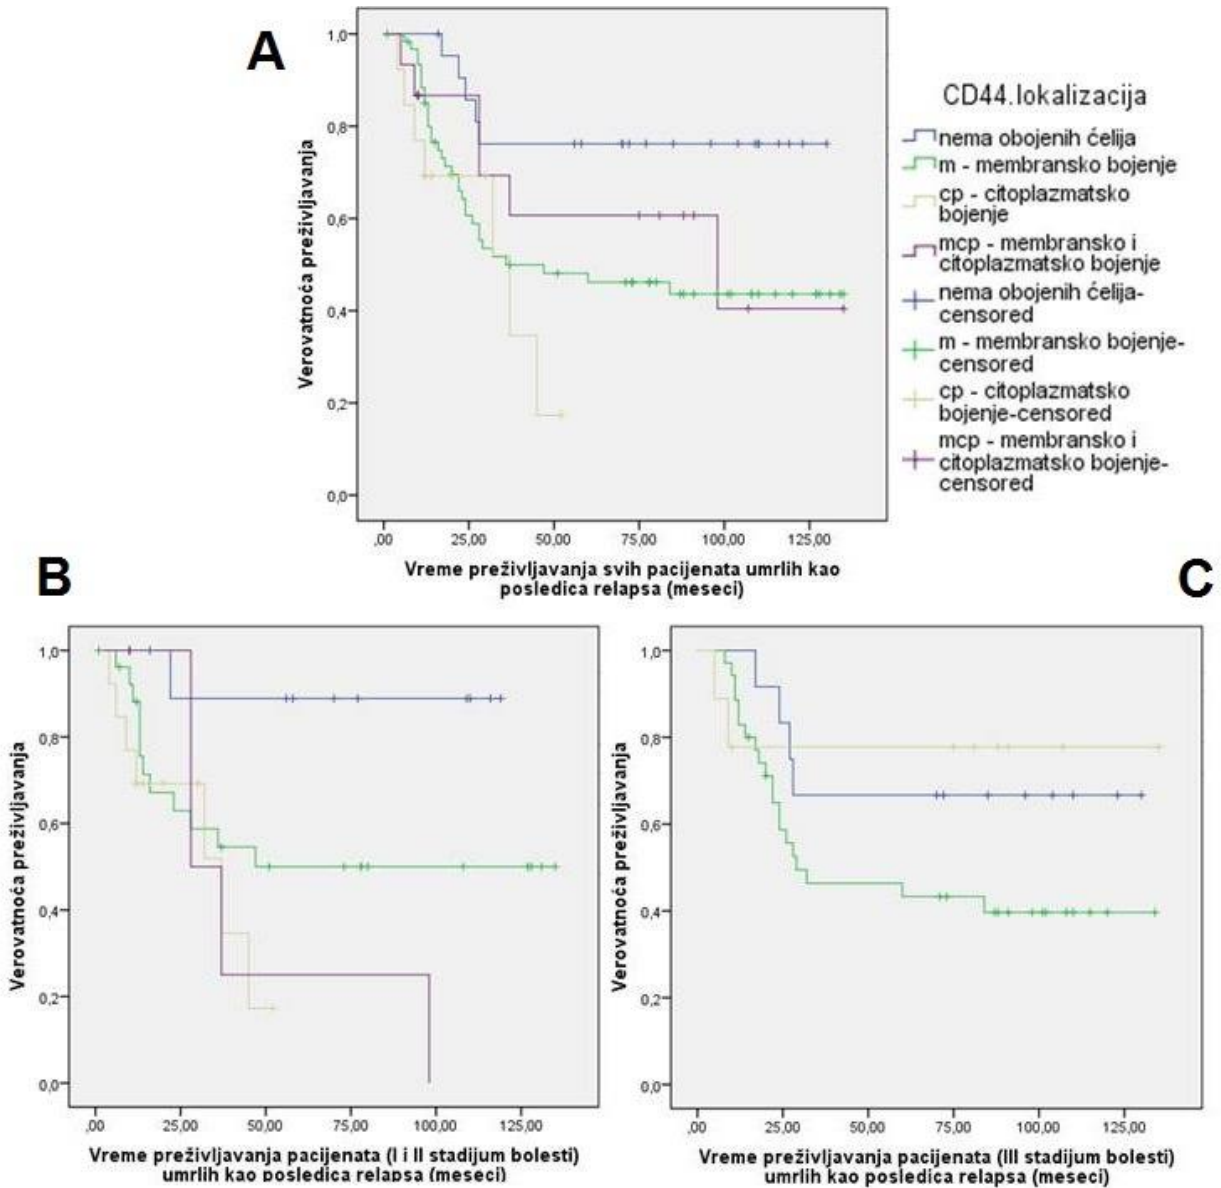 A
1,0
0,8
0,6
0,4
0,2
0,0
Verovatnoća preživljavanja
,00
25,00
50,00
75,00
100,00
125,00
Vreme preživljavanja svih pacijenata umrlih kao
posledica relapsa (meseci)
CD44.lokalizacija
nema obojenih ćelija
m - membransko bojenje
cp - citoplazmatsko
bojenje
mcp - membransko i
citoplazmatsko bojenje
nema obojenih ćelija-
censored
m - membransko bojenje-
censored
cp - citoplazmatsko
bojenje-censored
mcp - membransko i
citoplazmatsko bojenje-
censored
B
1,0
0,8
0,6
0,4
0,2
0,0
Verovatnoća preživljavanja
,00
25,00
50,00
75,00
100,00
125,00
Vreme preživljavanja pacijenata (I i II stadijum bolesti)
umrlih kao posledica relapsa (meseci)
C
1,0
0,8
0,6
0,4
0,2
0,0
Verovatnoća preživljavanja
,00
25,00
50,00
75,00
100,00
125,00
Vreme preživljavanja pacijenata (III stadijum bolesti)
umrlih kao posledica relapsa (meseci)